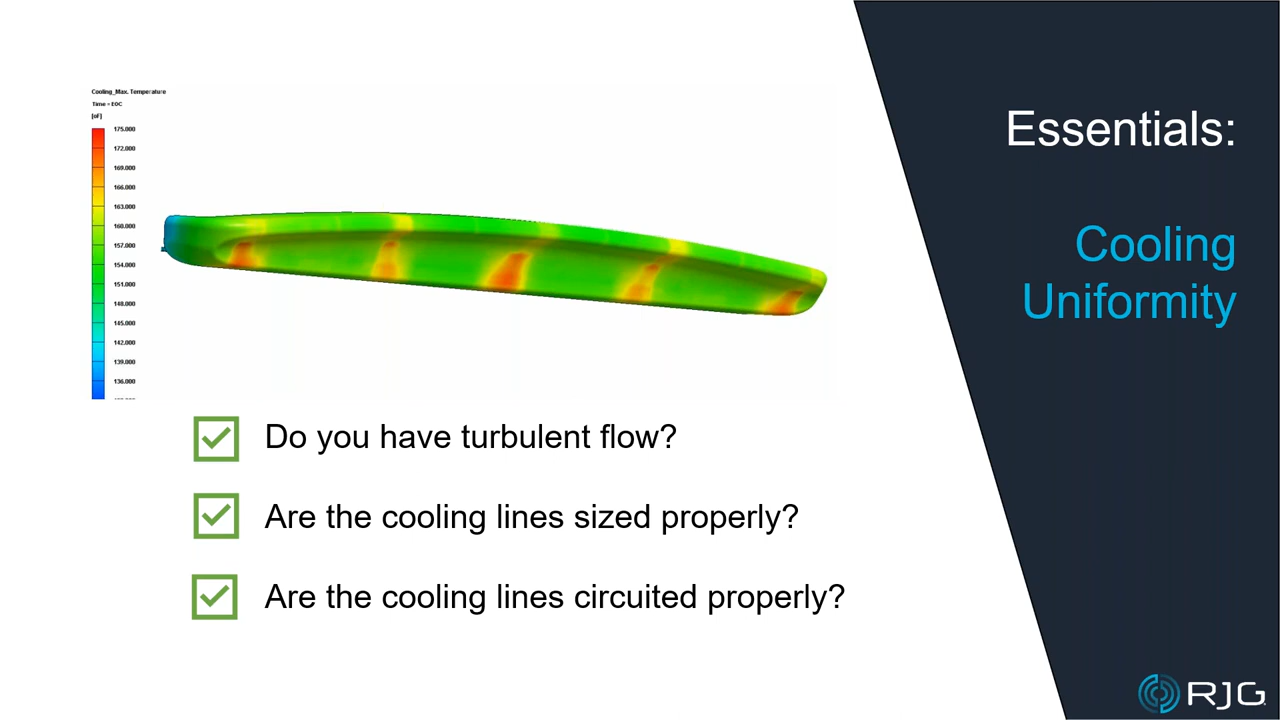 Cooling_Max. Temperature
Time = EOC
[oF]
175.000
172.000
169.000
166.000
163.000
160.000
157.000
154.000
151.000
148.000
145.000
142.000
139.000
136.000
Essentials:
Cooling
Uniformity
Do you have turbulent flow?
Are the cooling lines sized properly?
Are the cooling lines circuited properly?
RJG